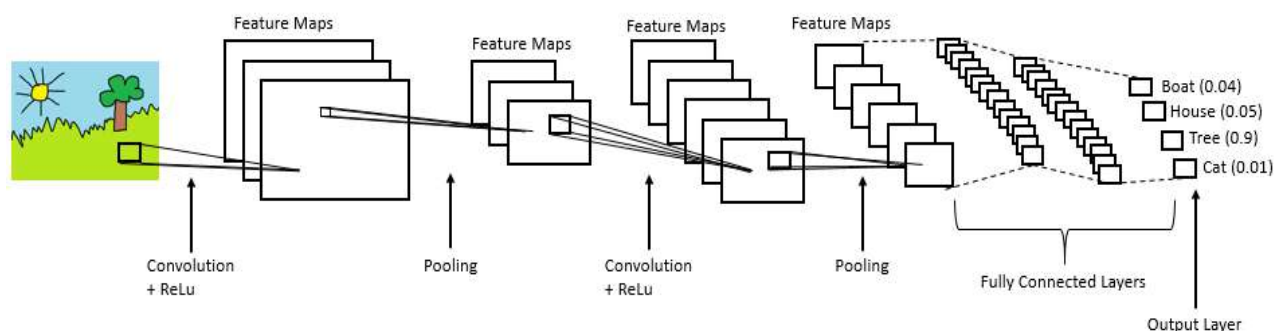 Feature Maps
Feature Maps
Feature Maps
Feature Maps
Boat (0.04)
House (0.05)
Tree (0.9)
Cat (0.01)
Convolution
+ ReLu
Pooling
Convolution
+ ReLu
Pooling
Fully Connected Layers
Output Layer